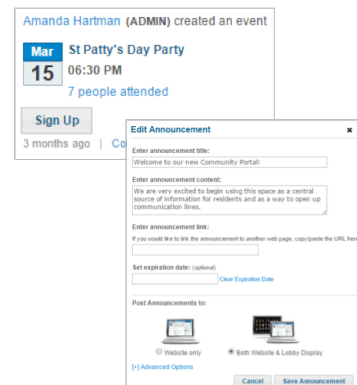 Amanda Hartman (ADMIN) created an event
Mar
15
St Patty's Day Party
06:30 PM
7 people attended
Sign Up
3 months ago | Co
Edit Announcement x
Enter announcement title:
Welcome to our new Community Portal!
Enter announcement content:
We are very excited to begin using this space as a central
source of information for residents and as a way to open up
communication lines.
Enter announcement link:
If you would like to link the announcement to another web page, copy/paste the URL here
Set expiration date: (optional)
Clear Expiration Date
Post Announcements to:
Website only
Both Website & Lobby Display
[+] Advanced Options
Cancel Save Announcement